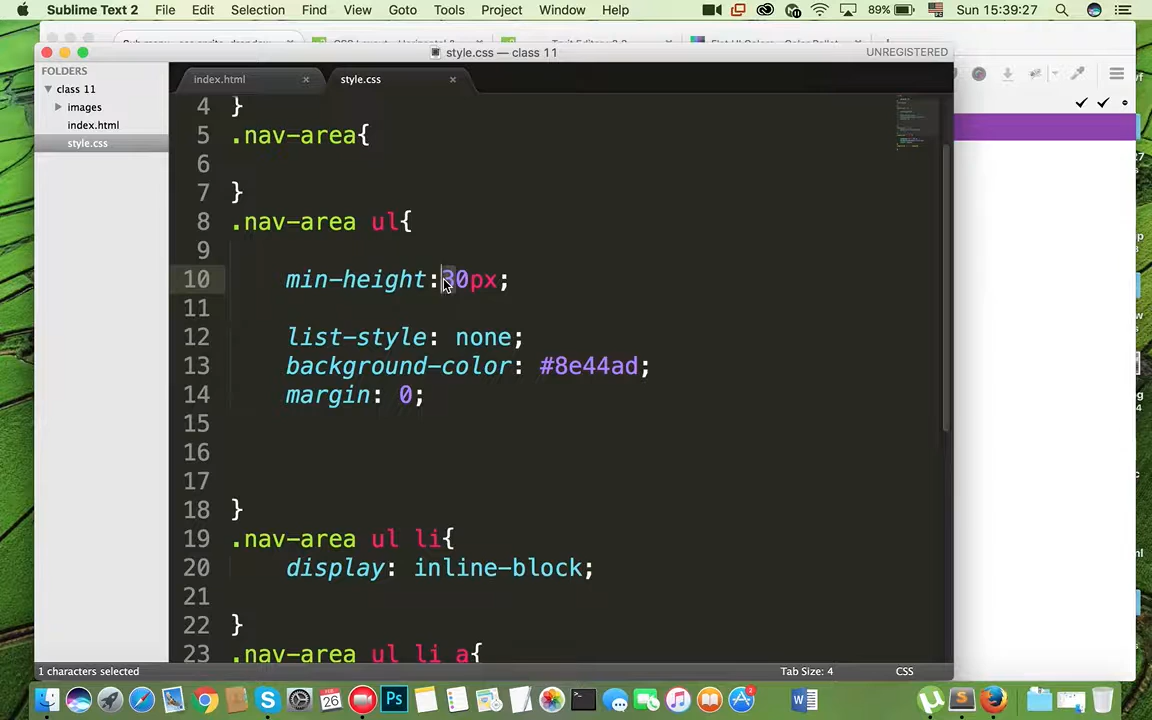 Sublime Text 2 File Edit Selection Find View Goto Tools Project Window Help 89% Sun 15:39:27
style.css — class 11 UNREGISTERED
FOLDERS
class 11
images
index.html
style.css
index.html × style.css ×
4 }
5 .nav-area{
6
7 }
8 .nav-area ul{
9
10 min-height:30px;
11
12 list-style: none;
13 background-color: #8e44ad;
14 margin: 0;
15
16
17
18 }
19 .nav-area ul li{
20 display: inline-block;
21
22 }
23 .nav-area ul li a{
1 characters selected Tab Size: 4 CSS